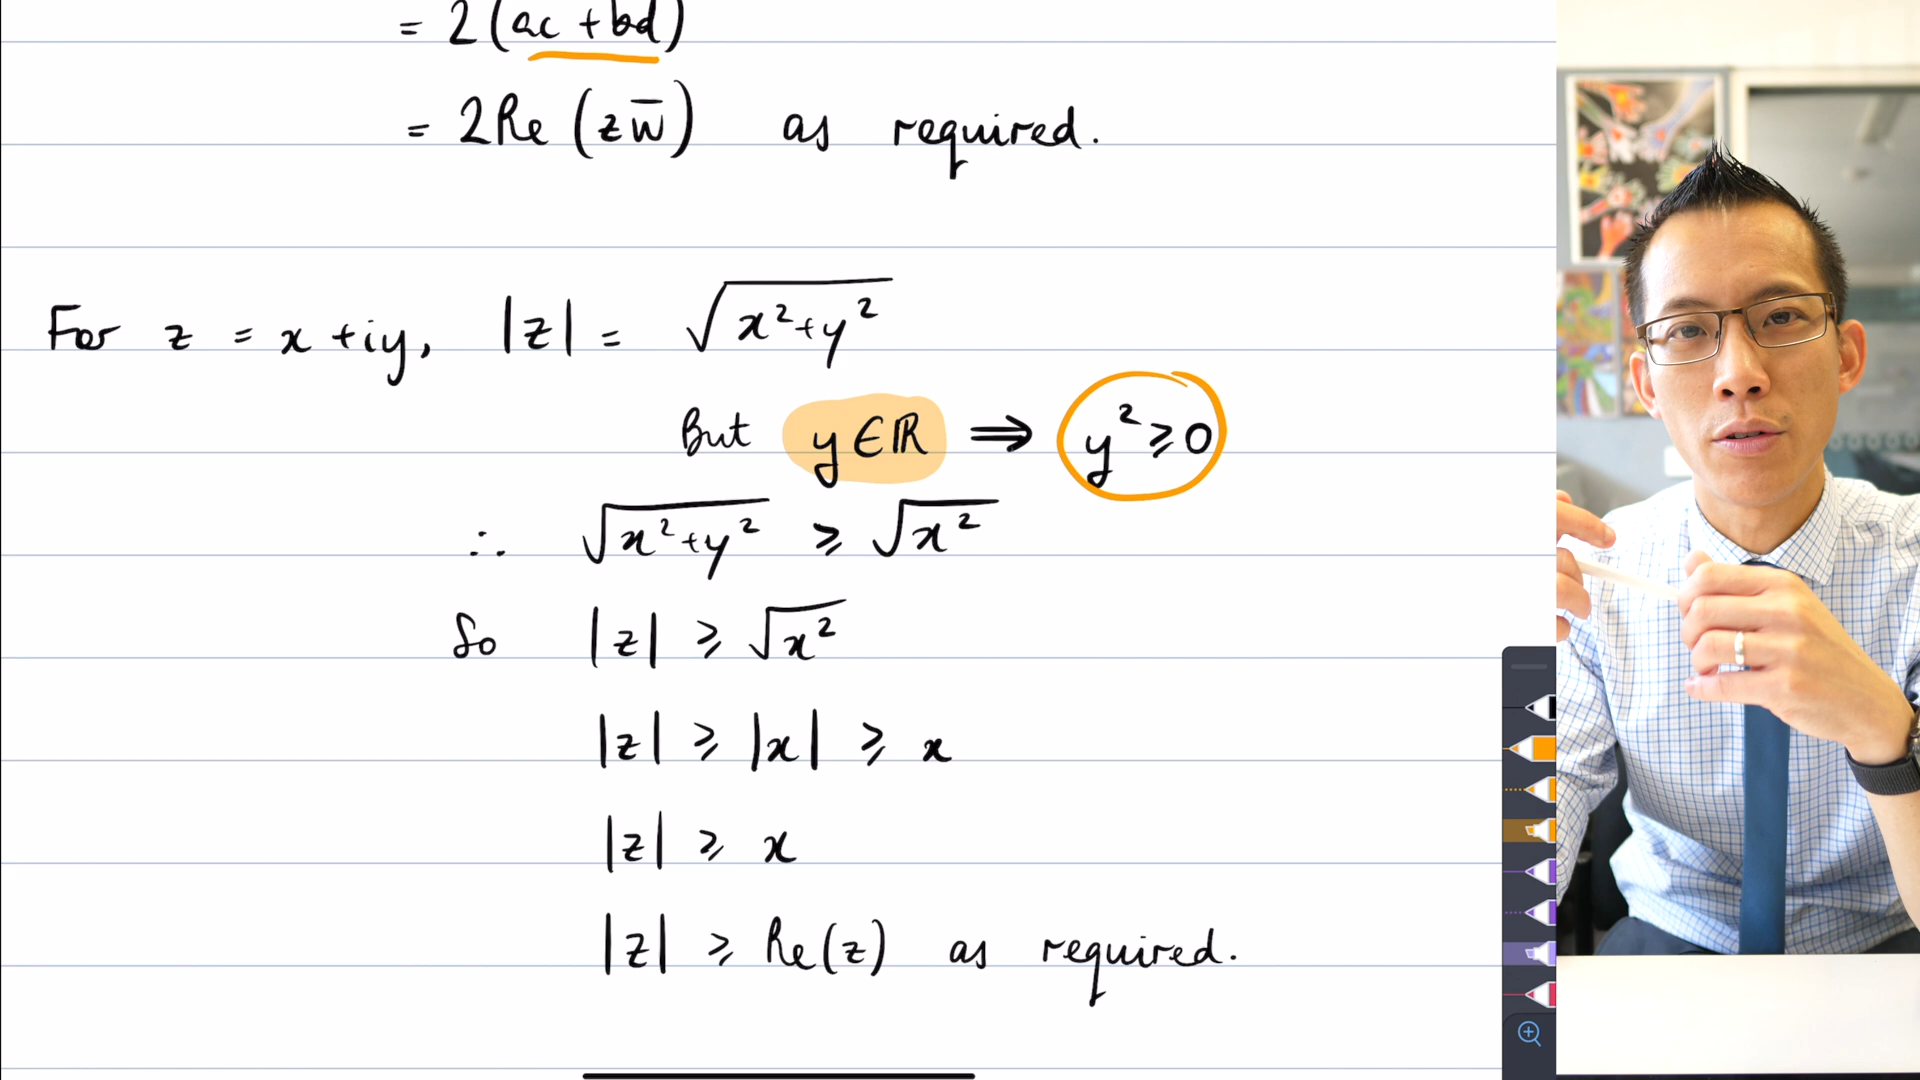 = 2(ac + bd)
= 2Re (zw̅) as required.
For z = x + iy, |z| = √(x²+y²)
But y∈ℝ ⇒ y² ⩾ 0
∴ √(x²+y²) ⩾ √(x²)
So |z| ⩾ √(x²)
|z| ⩾ |x| ⩾ x
|z| ⩾ x
|z| ⩾ Re(z) as required.